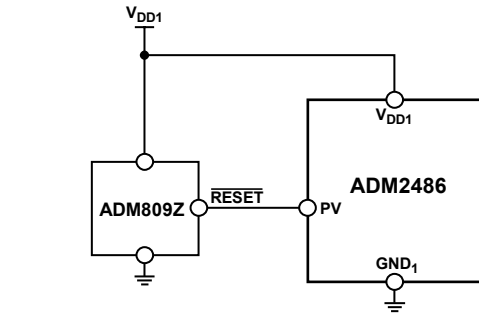 VDD1
VDD1
ADM2486
ADM809Z
RESET
PV
GND1